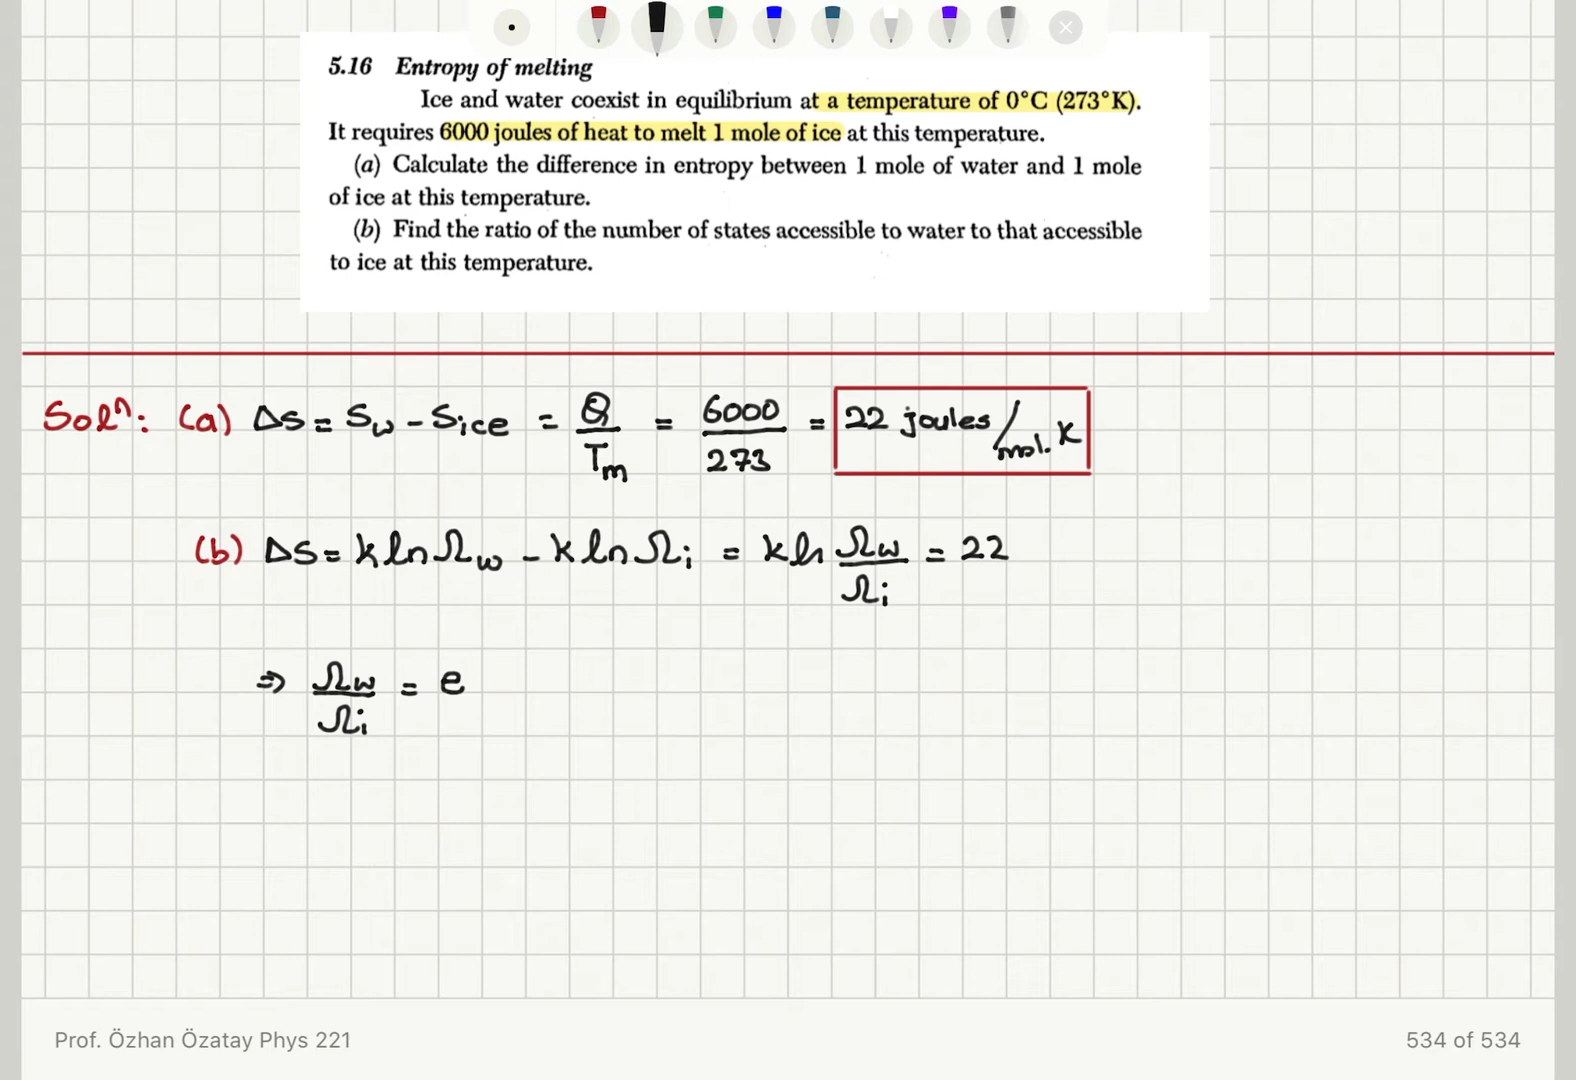 5.16 Entropy of melting
Ice and water coexist in equilibrium at a temperature of 0°C (273°K).
It requires 6000 joules of heat to melt 1 mole of ice at this temperature.
(a) Calculate the difference in entropy between 1 mole of water and 1 mole
of ice at this temperature.
(b) Find the ratio of the number of states accessible to water to that accessible
to ice at this temperature.
Solⁿ: (a) ΔS = S_w - S_ice = Q/T_m = 6000/273 = 22 joules/mol.K
(b) ΔS = k ln Ω_w - k ln Ω_i = k ln Ω_w/Ω_i = 22
⇒ Ω_w/Ω_i = e
Prof. Özhan Özatay Phys 221
534 of 534